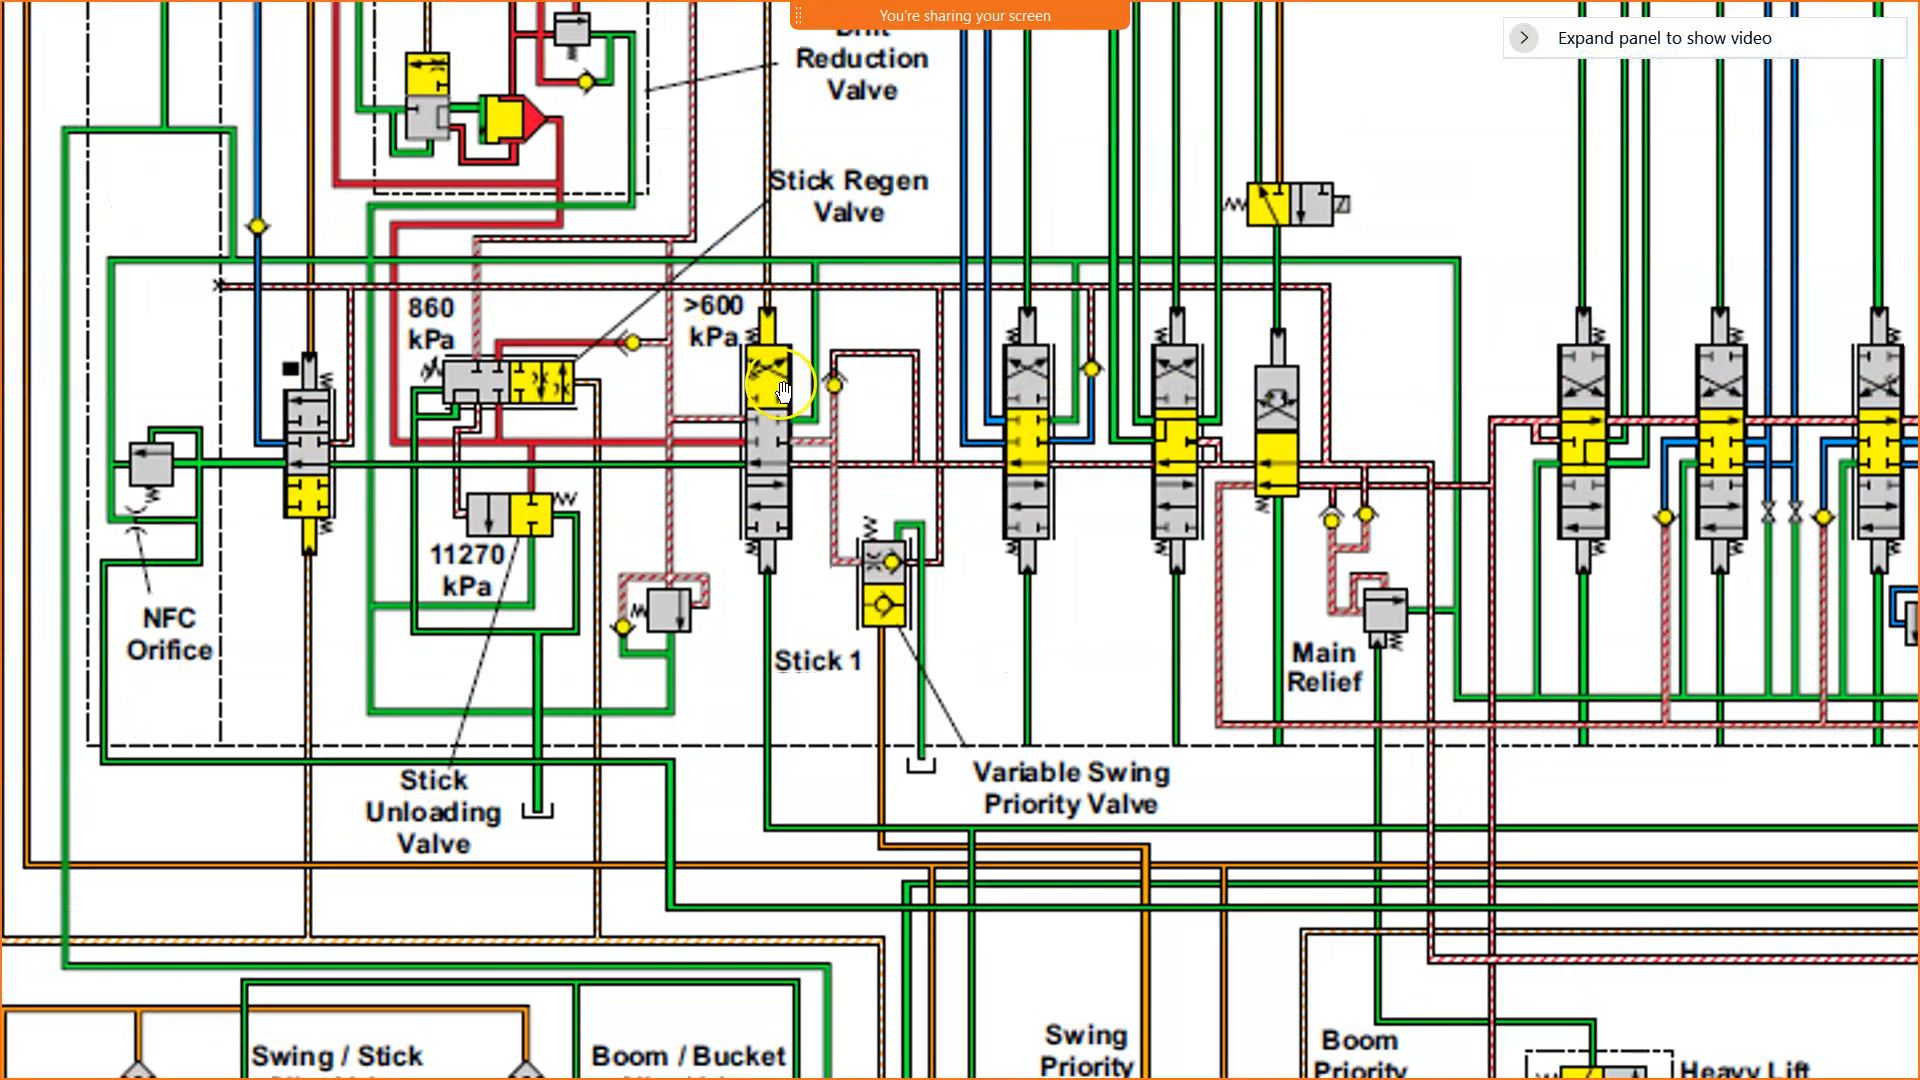 You're sharing your screen
Expand panel to show video
Drift
Reduction
Valve
Stick Regen
Valve
860
kPa
>600
kPa
11270
kPa
NFC
Orifice
Stick 1
Main
Relief
Stick
Unloading
Valve
Variable Swing
Priority Valve
Swing / Stick
Boom / Bucket
Swing
Priority
Boom
Priority
Heavy Lift